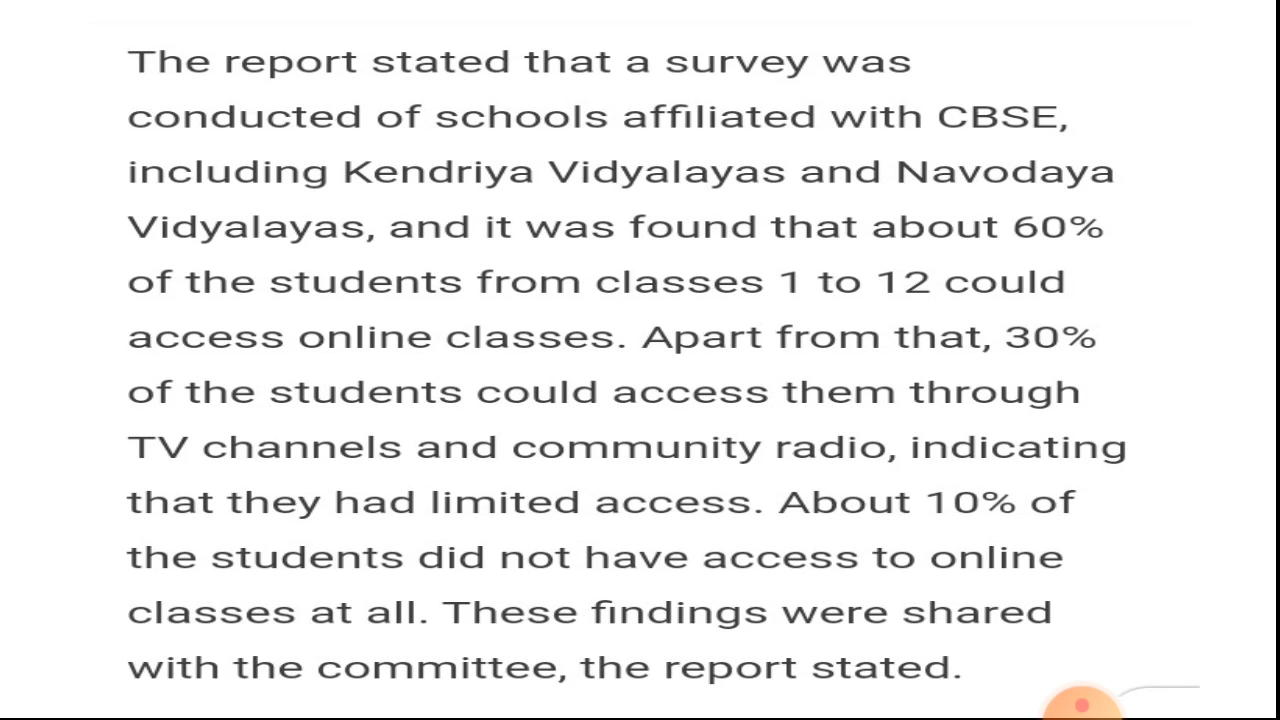 The report stated that a survey was
conducted of schools affiliated with CBSE,
including Kendriya Vidyalayas and Navodaya
Vidyalayas, and it was found that about 60%
of the students from classes 1 to 12 could
access online classes. Apart from that, 30%
of the students could access them through
TV channels and community radio, indicating
that they had limited access. About 10% of
the students did not have access to online
classes at all. These findings were shared
with the committee, the report stated.